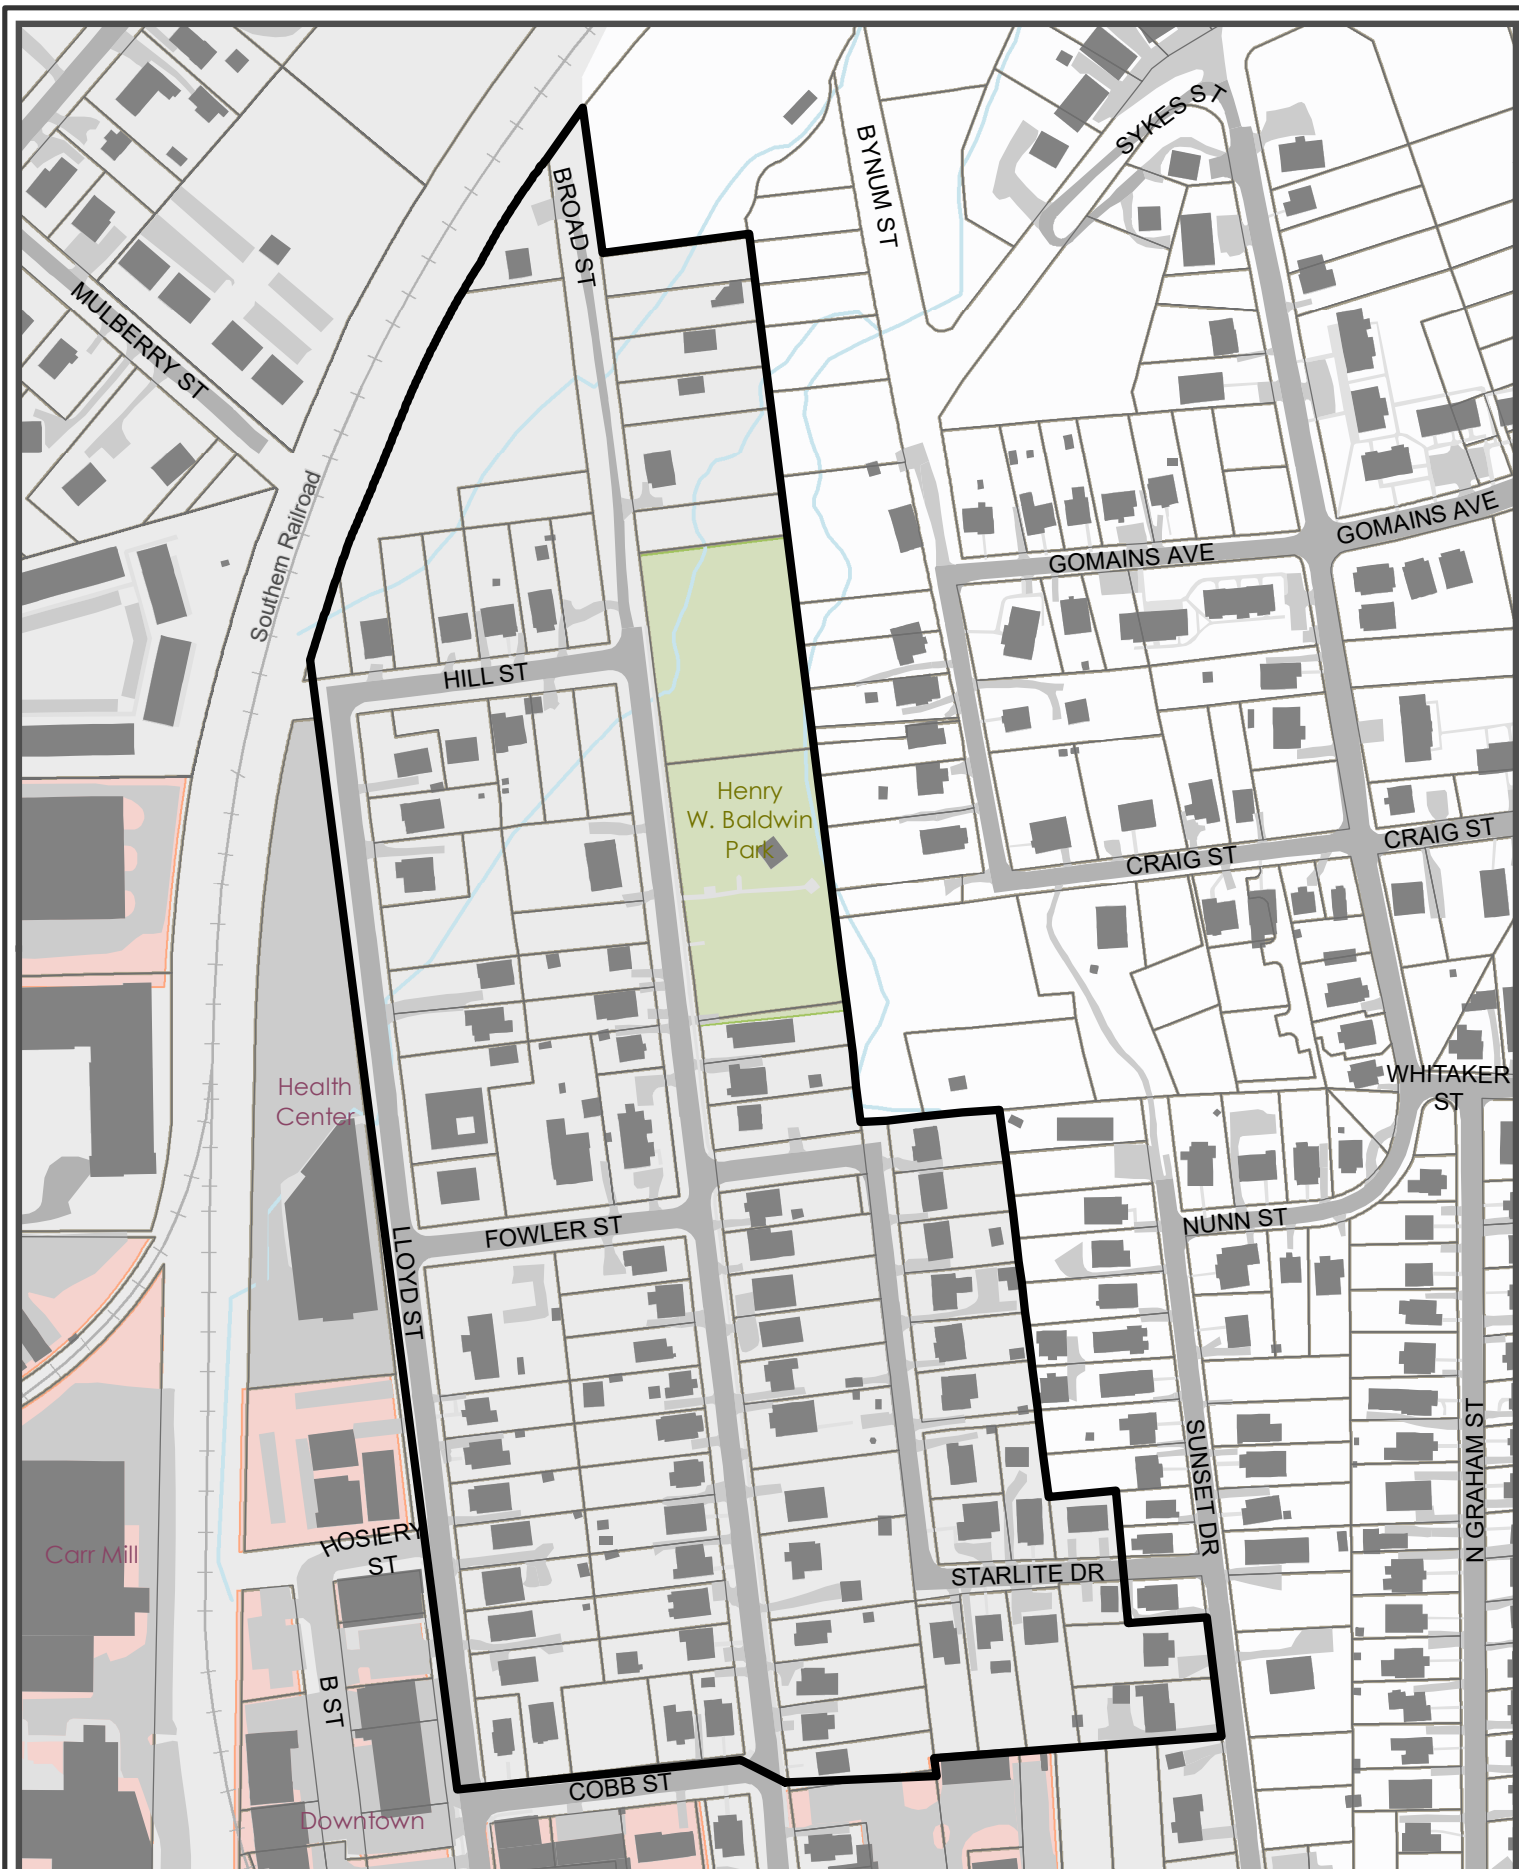 SYKES ST
BYNUM ST
BROAD ST
MULBERRY ST
Southern Railroad
GOMAINS AVE
GOMAINS AVE
HILL ST
Henry
W. Baldwin
Park
CRAIG ST
CRAIG ST
Health
Center
WHITAKER
ST
NUNN ST
FOWLER ST
LLOYD ST
SUNSET DR
N GRAHAM ST
HOSIERY
ST
Carr Mill
STARLITE DR
B ST
COBB ST
Downtown